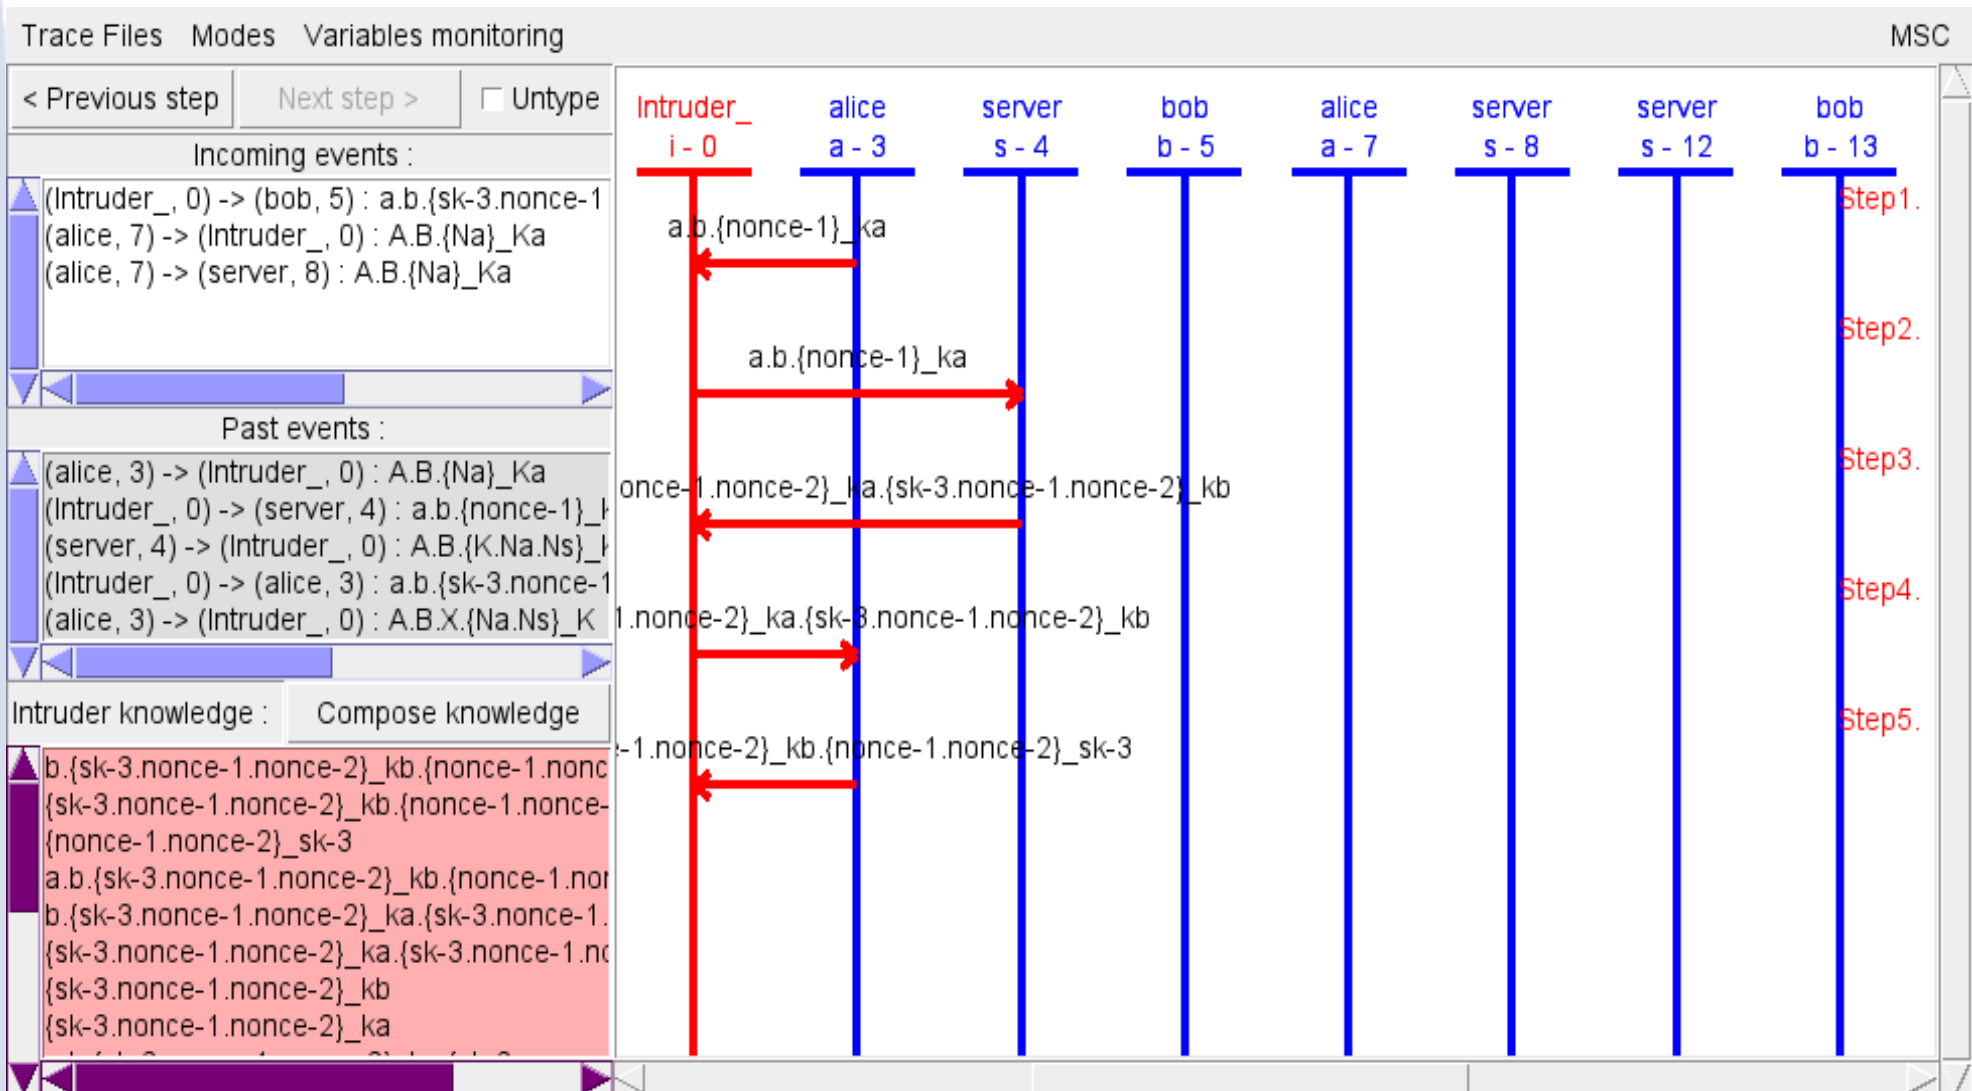 Trace Files Modes Variables monitoring MSC
< Previous step Next step > Untype
Incoming events :
(Intruder_, 0) -> (bob, 5) : a.b.{sk-3.nonce-1
(alice, 7) -> (Intruder_, 0) : A.B.{Na}_Ka
(alice, 7) -> (server, 8) : A.B.{Na}_Ka
Past events :
(alice, 3) -> (Intruder_, 0) : A.B.{Na}_Ka
(Intruder_, 0) -> (server, 4) : a.b.{nonce-1}_
(server, 4) -> (Intruder_, 0) : A.B.{K.Na.Ns}_
(Intruder_, 0) -> (alice, 3) : a.b.{sk-3.nonce-1
(alice, 3) -> (Intruder_, 0) : A.B.X.{Na.Ns}_K
Intruder knowledge : Compose knowledge
b.{sk-3.nonce-1.nonce-2}_kb.{nonce-1.nonc
{sk-3.nonce-1.nonce-2}_kb.{nonce-1.nonce-
{nonce-1.nonce-2}_sk-3
a.b.{sk-3.nonce-1.nonce-2}_kb.{nonce-1.nor
b.{sk-3.nonce-1.nonce-2}_ka.{sk-3.nonce-1.
{sk-3.nonce-1.nonce-2}_ka.{sk-3.nonce-1.nc
{sk-3.nonce-1.nonce-2}_kb
{sk-3.nonce-1.nonce-2}_ka
Intruder_ alice server bob alice server server bob
i - 0 a - 3 s - 4 b - 5 a - 7 s - 8 s - 12 b - 13
Step1.
a.b.{nonce-1}_ka
Step2.
a.b.{nonce-1}_ka
Step3.
once-1.nonce-2}_ka.{sk-3.nonce-1.nonce-2}_kb
Step4.
1.nonce-2}_ka.{sk-3.nonce-1.nonce-2}_kb
Step5.
-1.nonce-2}_kb.{nonce-1.nonce-2}_sk-3